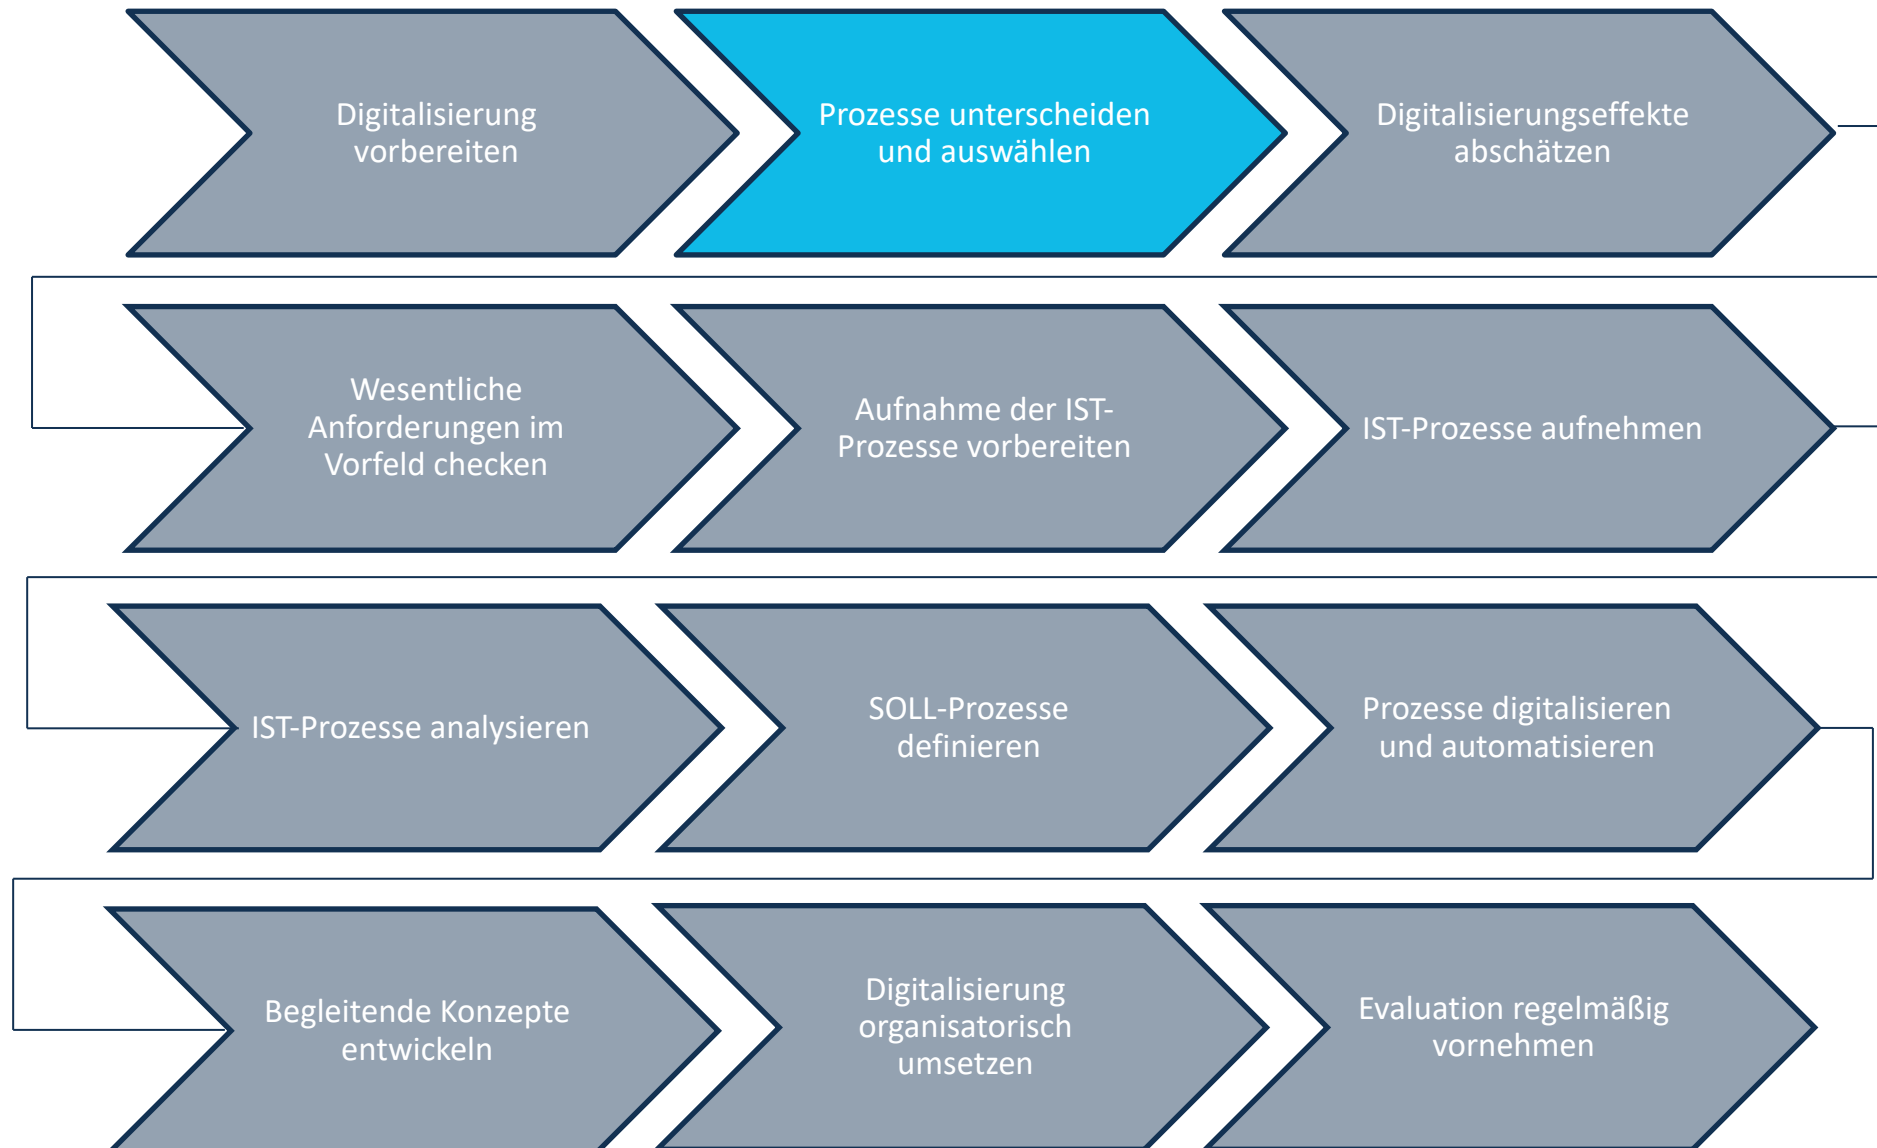 Digitalisierung
vorbereiten
Prozesse unterscheiden
und auswählen
Digitalisierungseffekte
abschätzen
Wesentliche
Anforderungen im
Vorfeld checken
Aufnahme der IST-
Prozesse vorbereiten
IST-Prozesse aufnehmen
IST-Prozesse analysieren
SOLL-Prozesse
definieren
Prozesse digitalisieren
und automatisieren
Begleitende Konzepte
entwickeln
Digitalisierung
organisatorisch
umsetzen
Evaluation regelmäßig
vornehmen